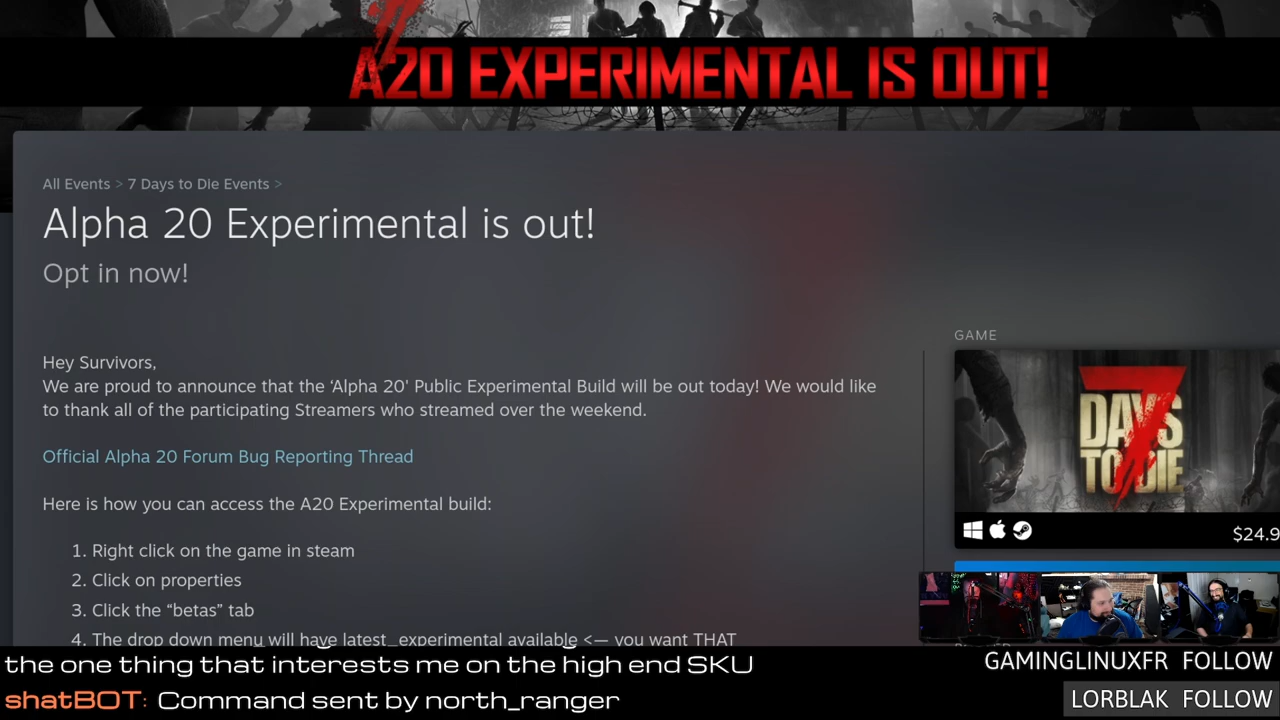 A20 EXPERIMENTAL IS OUT!
All Events > 7 Days to Die Events >
Alpha 20 Experimental is out!
Opt in now!
GAME
Hey Survivors,
We are proud to announce that the ‘Alpha 20’ Public Experimental Build will be out today! We would like
to thank all of the participating Streamers who streamed over the weekend.
Official Alpha 20 Forum Bug Reporting Thread
Here is how you can access the A20 Experimental build:
1. Right click on the game in steam
2. Click on properties
3. Click the “betas” tab
4. The drop down menu will have latest_experimental available <— you want THAT
7 DAYS
TO DIE
$24.9
the one thing that interests me on the high end SKU
shatBOT: Command sent by north_ranger
GAMINGLINUXFR FOLLOW
LORBLAK FOLLOW